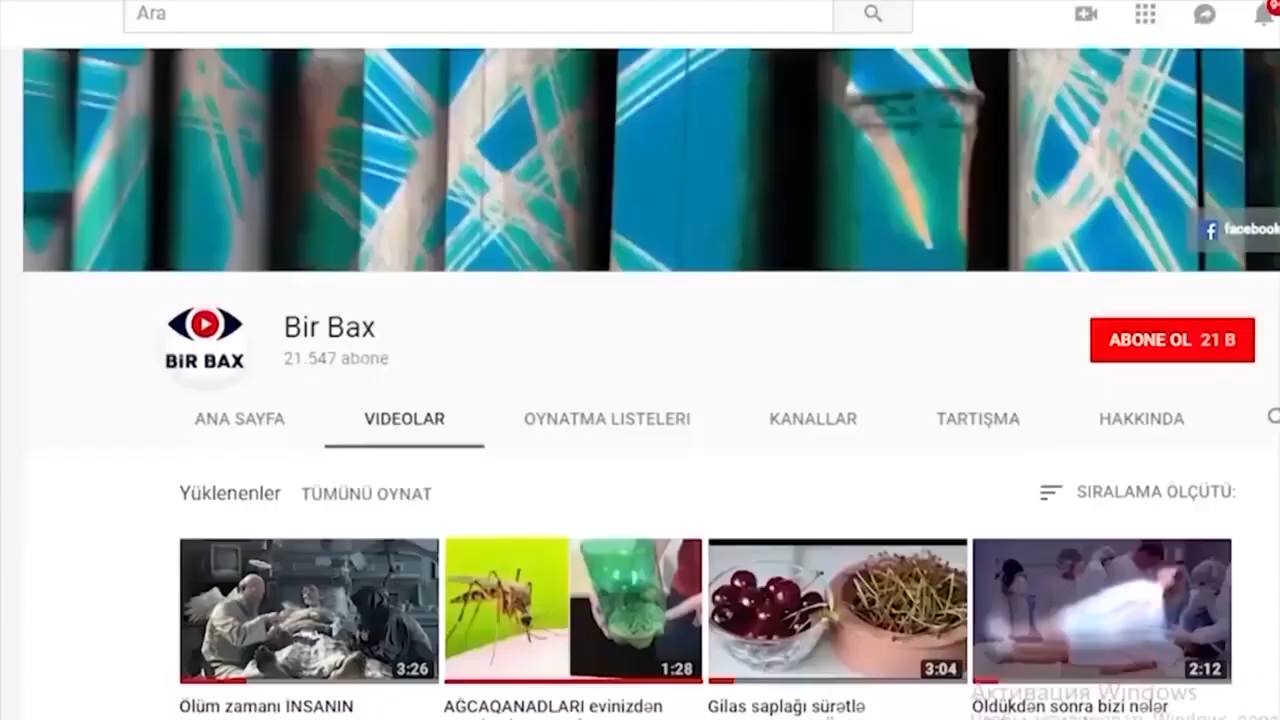 Ara
facebook
Bir Bax
21.547 abone
BİR BAX
ABONE OL 21 B
ANA SAYFA VIDEOLAR OYNATMA LISTELERI KANALLAR TARTIŞMA HAKKINDA
Yüklenenler TÜMÜNÜ OYNAT SIRALAMA ÖLÇÜTÜ:
3:26 1:28 3:04 2:12
Активация Windows
Ölüm zamanı İNSANIN AĞCAQANADLARI evinizdən Gilas saplağı sürətlə Öldükdən sonra bizi nələr